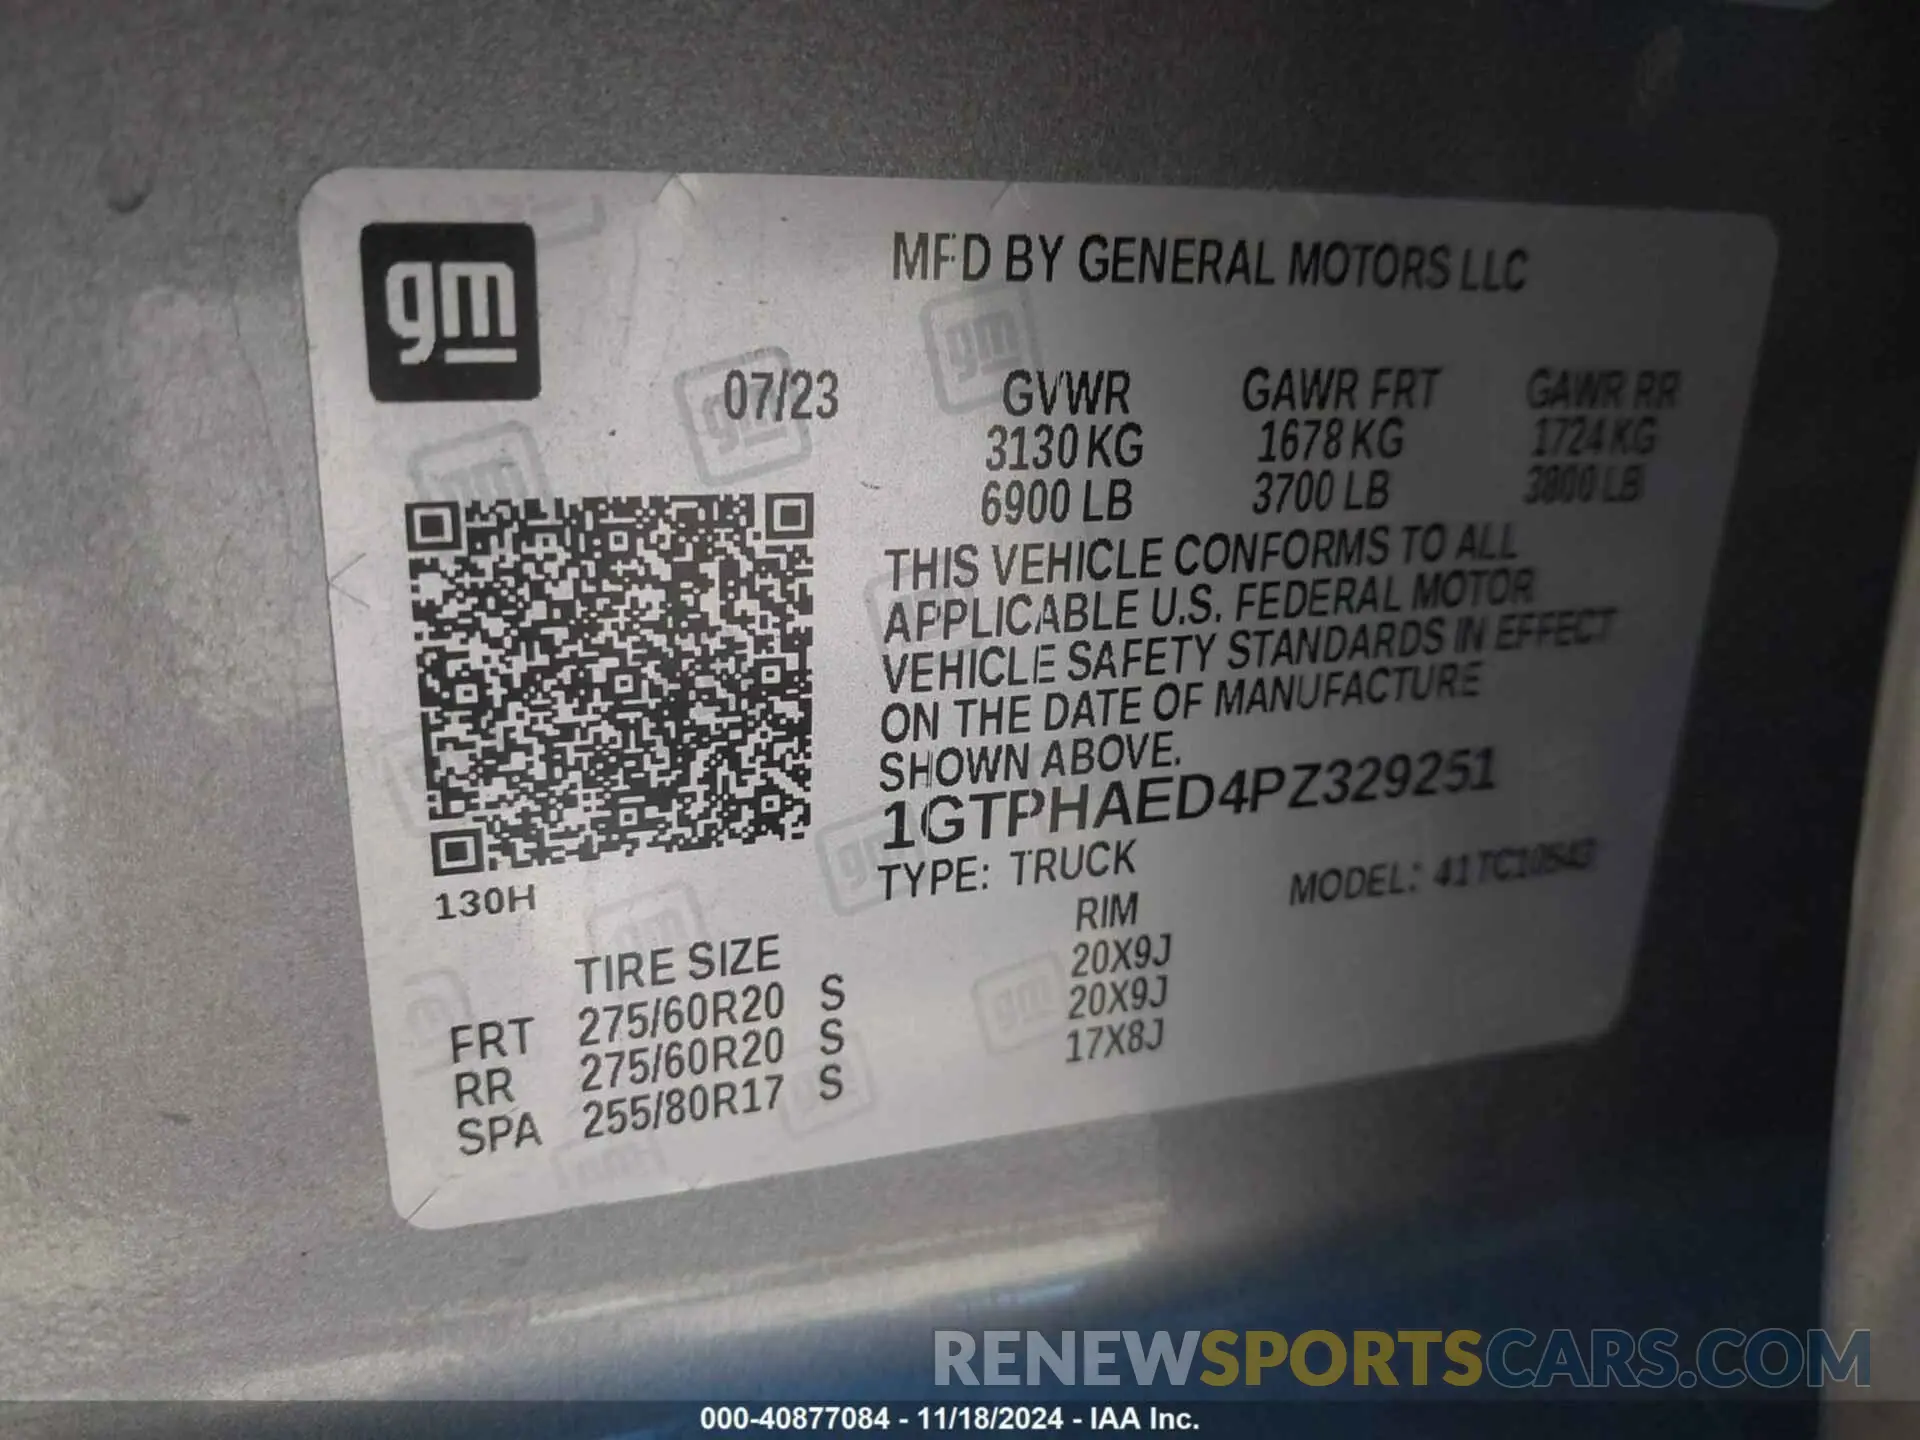 gm
MFD BY GENERAL MOTORS LLC
07/23 GVWR GAWR FRT GAWR RR
3130 KG 1678 KG 1724 KG
6900 LB 3700 LB 3800 LB
THIS VEHICLE CONFORMS TO ALL
APPLICABLE U.S. FEDERAL MOTOR
VEHICLE SAFETY STANDARDS IN EFFECT
ON THE DATE OF MANUFACTURE
SHOWN ABOVE.
1GTPHAED4PZ329251
TYPE: TRUCK MODEL: 41TC10543
130H
TIRE SIZE RIM
FRT 275/60R20 S 20X9J
RR 275/60R20 S 20X9J
SPA 255/80R17 S 17X8J
RENEWSPORTSCARS.COM
000-40877084 - 11/18/2024 - IAA Inc.